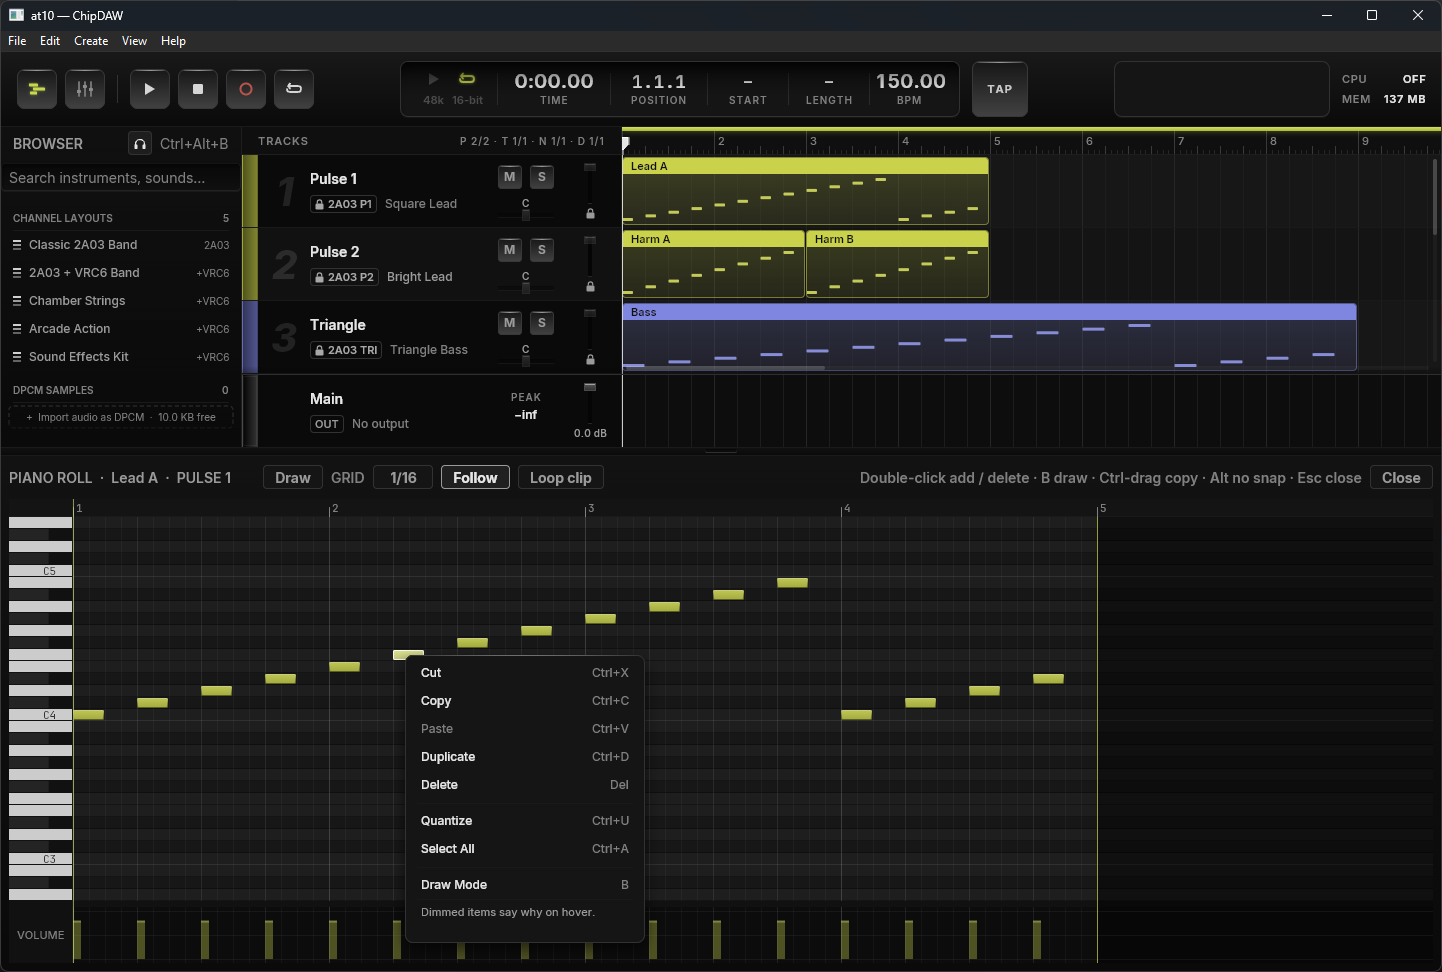 at10 — ChipDAW
File Edit Create View Help
48k 16-bit
0:00.00
TIME
1.1.1
POSITION
–
START
–
LENGTH
150.00
BPM
TAP
CPU OFF
MEM 137 MB
BROWSER Ctrl+Alt+B
Search instruments, sounds...
CHANNEL LAYOUTS 5
Classic 2A03 Band 2A03
2A03 + VRC6 Band +VRC6
Chamber Strings +VRC6
Arcade Action +VRC6
Sound Effects Kit +VRC6
DPCM SAMPLES 0
+ Import audio as DPCM · 10.0 KB free
TRACKS P 2/2 · T 1/1 · N 1/1 · D 1/1
1 Pulse 1 M S
2A03 P1 Square Lead C
2 Pulse 2 M S
2A03 P2 Bright Lead C
3 Triangle M S
2A03 TRI Triangle Bass C
Main PEAK
–inf
OUT No output
0.0 dB
2 3 4 5 6 7 8 9
Lead A
Harm A Harm B
Bass
PIANO ROLL · Lead A · PULSE 1 Draw GRID 1/16 Follow Loop clip Double-click add / delete · B draw · Ctrl-drag copy · Alt no snap · Esc close Close
1 2 3 4 5
C5
C4
C3
Cut Ctrl+X
Copy Ctrl+C
Paste Ctrl+V
Duplicate Ctrl+D
Delete Del
Quantize Ctrl+U
Select All Ctrl+A
Draw Mode B
Dimmed items say why on hover.
VOLUME